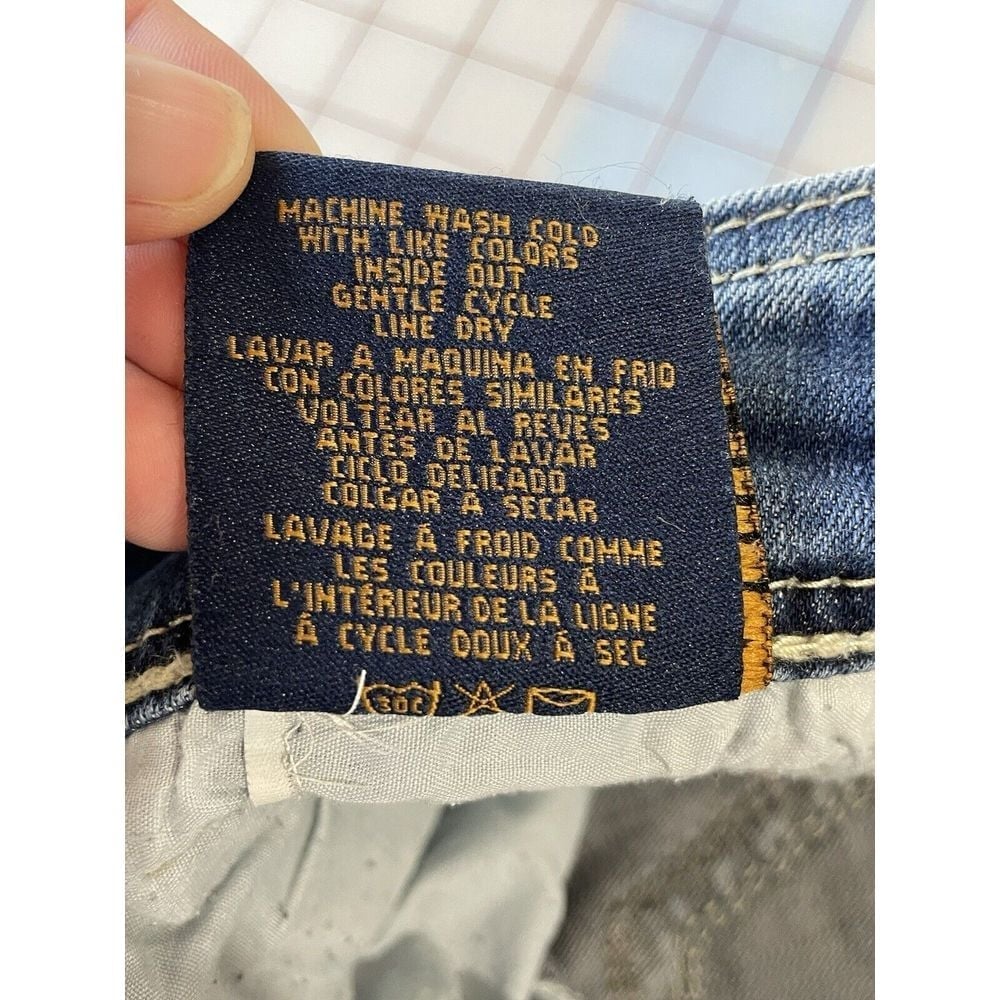 MACHINE WASH COLD
WITH LIKE COLORS
INSIDE OUT
GENTLE CYCLE
LINE DRY
LAVAR A MAQUINA EN FRIO
CON COLORES SIMILARES
VOLTEAR AL REVES
ANTES DE LAVAR
CICLO DELICADO
COLGAR A SECAR
LAVAGE À FROID COMME
LES COULEURS À
L'INTÉRIEUR DE LA LIGNE
À CYCLE DOUX À SEC
30C